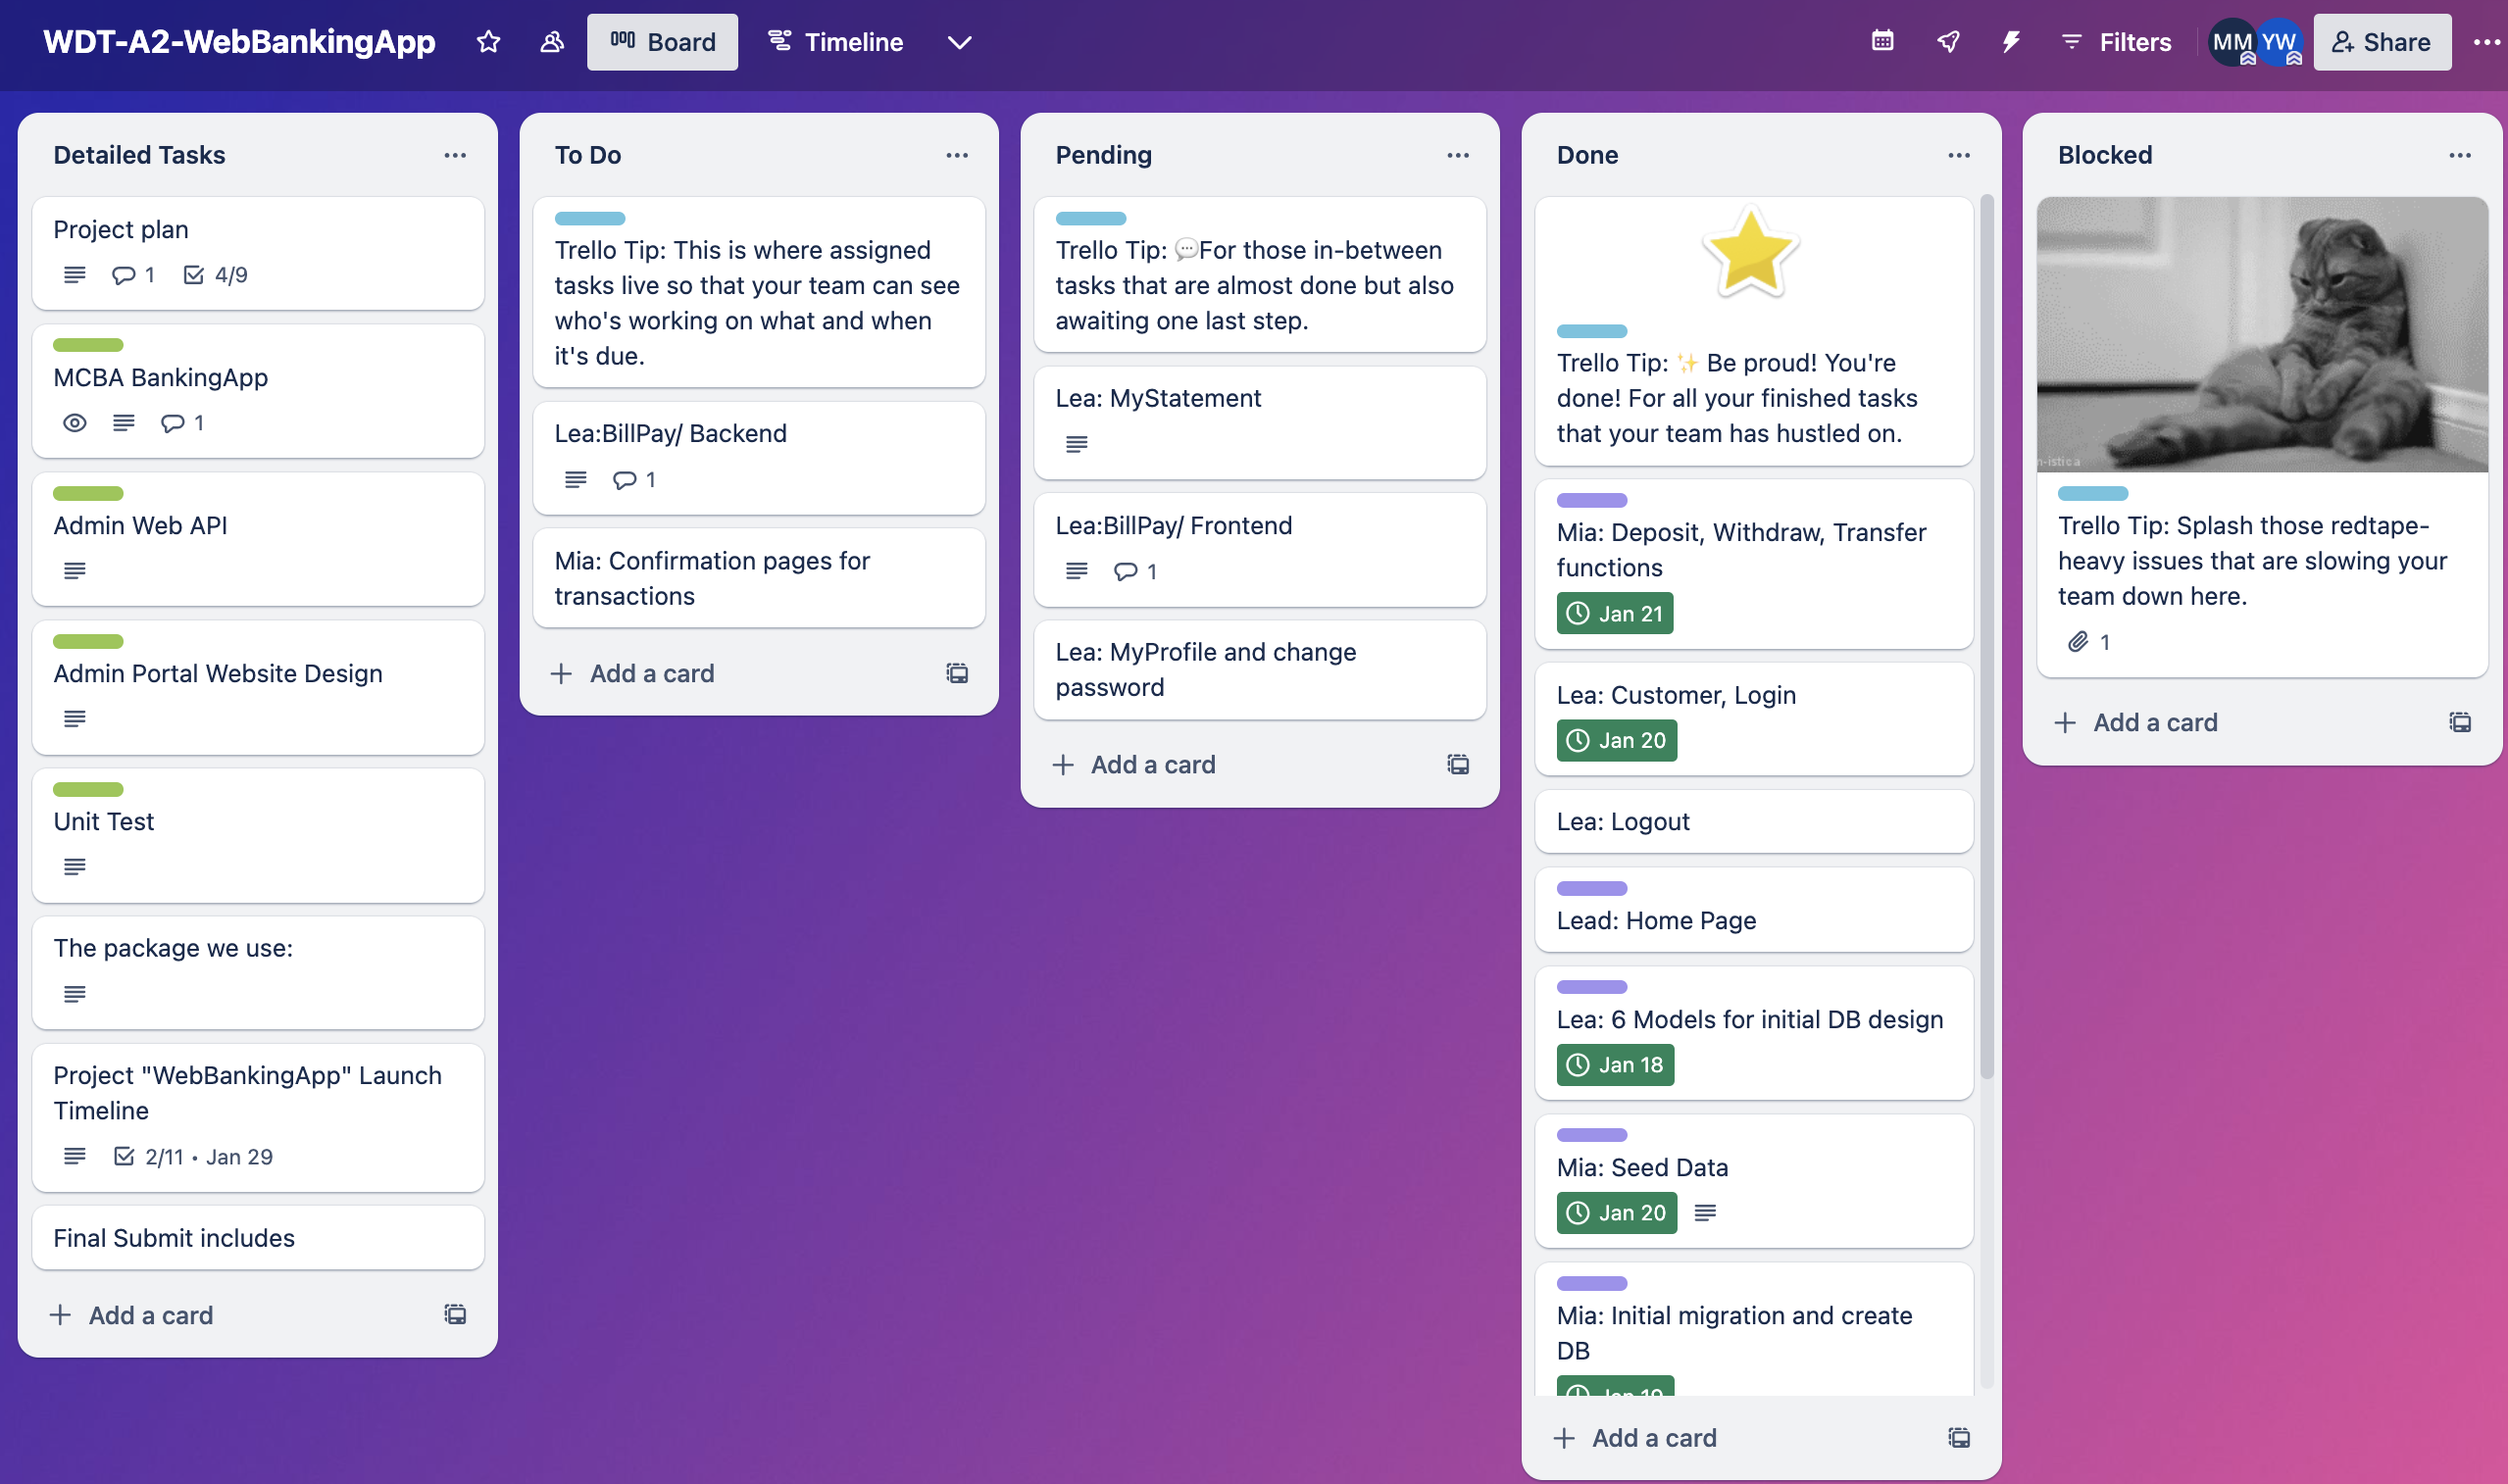 WDT-A2-WebBankingApp
Board
Timeline
Filters
MM
YW
Share
Detailed Tasks
Project plan
1
4/9
MCBA BankingApp
1
Admin Web API
Admin Portal Website Design
Unit Test
The package we use:
Project "WebBankingApp" Launch
Timeline
2/11 • Jan 29
Final Submit includes
Add a card
To Do
Trello Tip: This is where assigned
tasks live so that your team can see
who's working on what and when
it's due.
Lea:BillPay/ Backend
1
Mia: Confirmation pages for
transactions
Add a card
Pending
Trello Tip: 💬For those in-between
tasks that are almost done but also
awaiting one last step.
Lea: MyStatement
Lea:BillPay/ Frontend
1
Lea: MyProfile and change
password
Add a card
Done
Trello Tip: ✨ Be proud! You're
done! For all your finished tasks
that your team has hustled on.
Mia: Deposit, Withdraw, Transfer
functions
Jan 21
Lea: Customer, Login
Jan 20
Lea: Logout
Lead: Home Page
Lea: 6 Models for initial DB design
Jan 18
Mia: Seed Data
Jan 20
Mia: Initial migration and create
DB
Jan 19
Add a card
Blocked
Trello Tip: Splash those redtape-
heavy issues that are slowing your
team down here.
1
Add a card